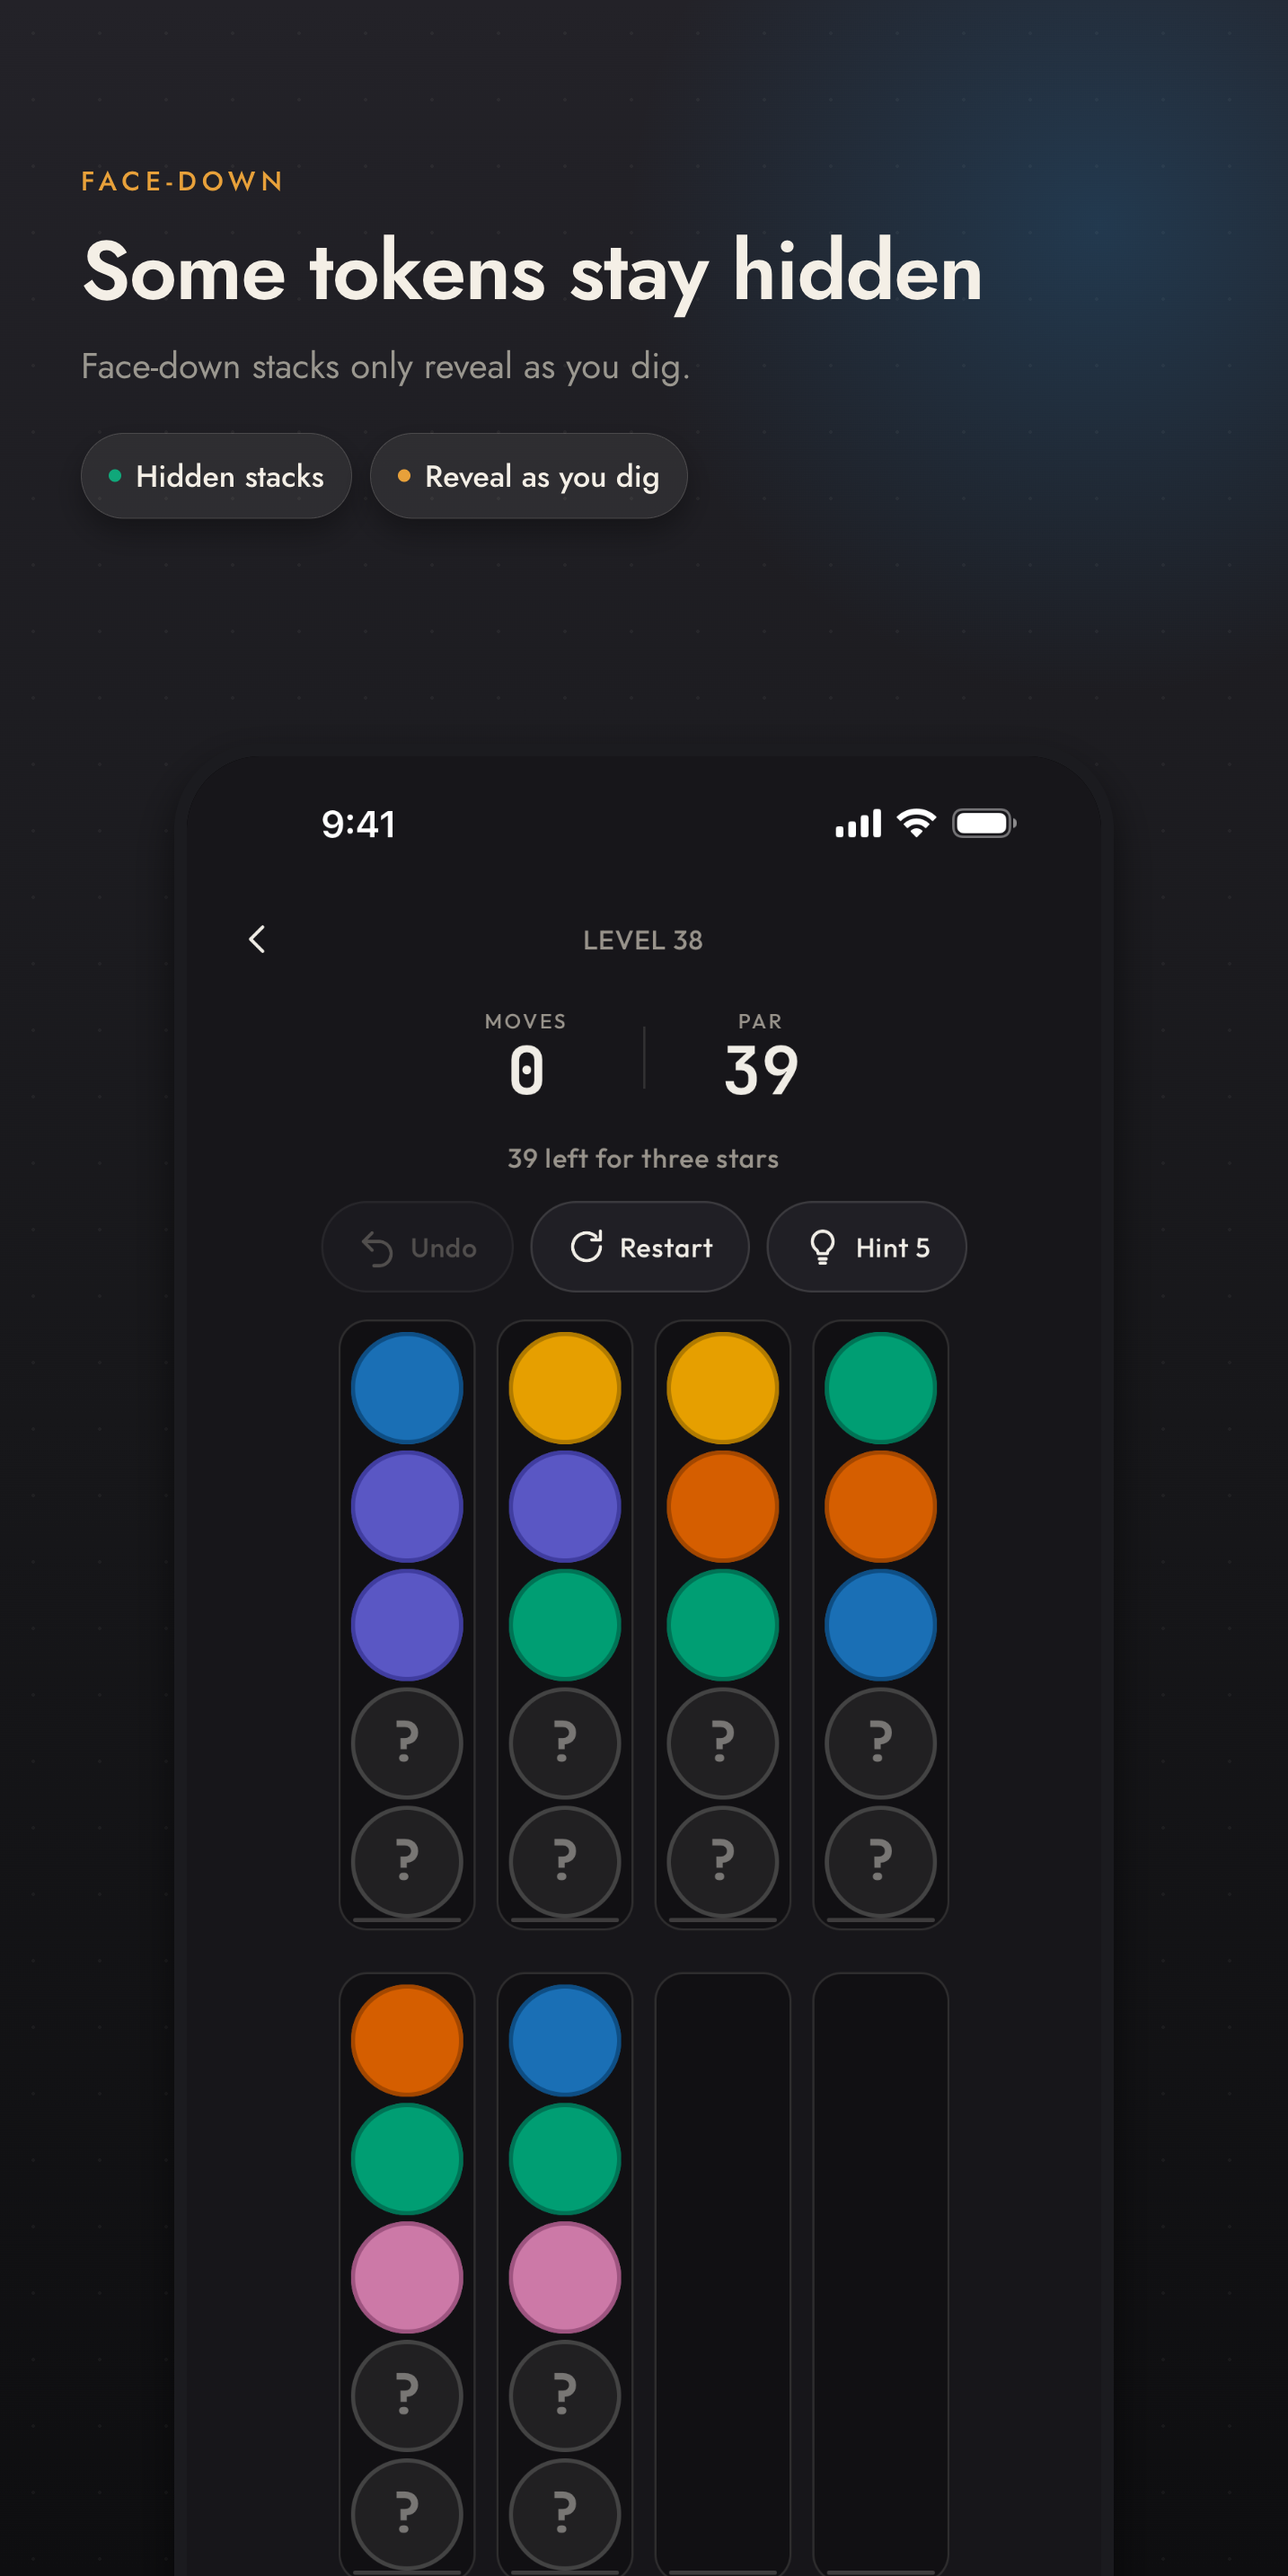 FACE-DOWN
Some tokens stay hidden
Face-down stacks only reveal as you dig.
Hidden stacks Reveal as you dig
9:41
LEVEL 38
MOVES PAR
0 39
39 left for three stars
Undo Restart Hint 5
? ? ? ?
? ? ? ?
? ?
? ?